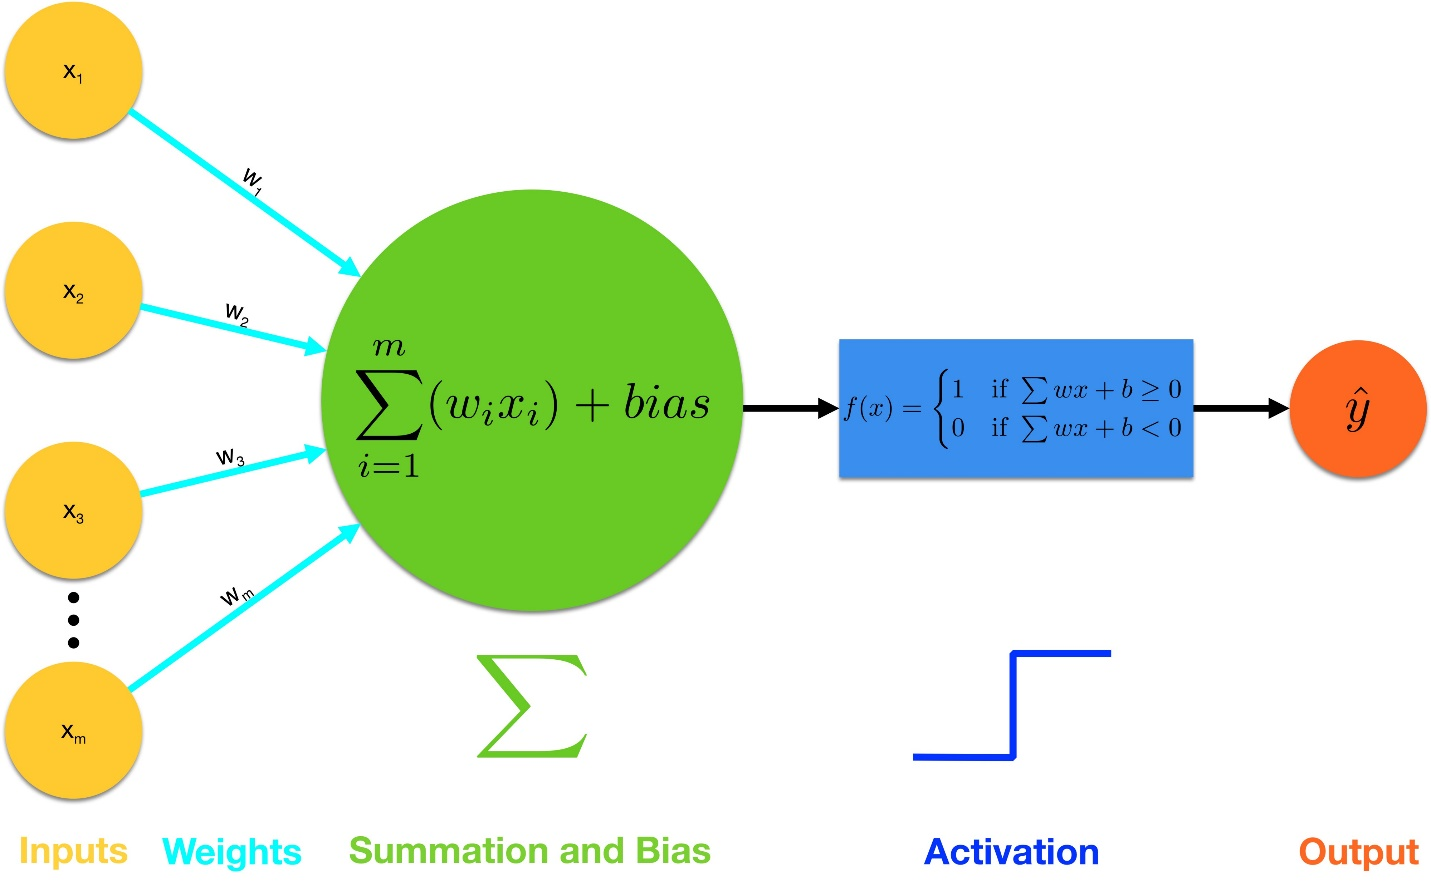 x₁
w₁
x₂
w₂
x₃
w₃
xₘ
wₘ
m
∑(wᵢxᵢ) + bias
i=1
f(x) = {1 if ∑ wx + b ≥ 0
0 if ∑ wx + b < 0
ŷ
∑
Inputs Weights Summation and Bias Activation Output